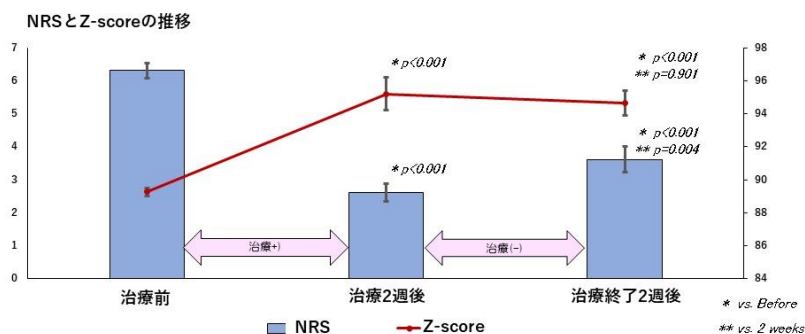 NRSとZ-scoreの推移
7
6
5
4
3
2
1
0
98
96
94
92
90
88
86
84
* p<0.001
* p<0.001
** p=0.901
* p<0.001
* p<0.001
** p=0.004
治療+)
治療(-)
治療前
治療2週後
治療終了2週後
NRS
Z-score
* vs. Before
** vs. 2 weeks